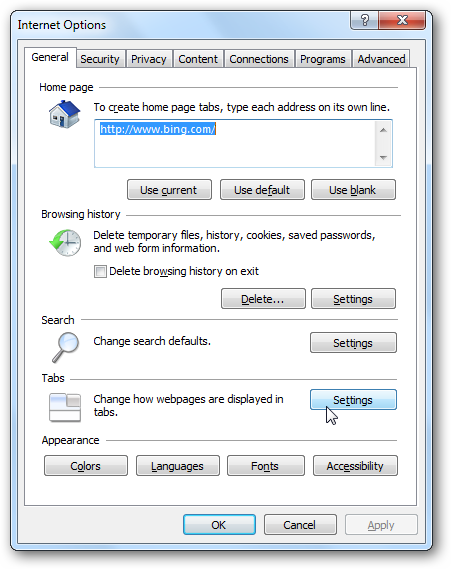 Internet Options
General Security Privacy Content Connections Programs Advanced
Home page
To create home page tabs, type each address on its own line.
http://www.bing.com/
Use current Use default Use blank
Browsing history
Delete temporary files, history, cookies, saved passwords,
and web form information.
Delete browsing history on exit
Delete... Settings
Search
Change search defaults. Settings
Tabs
Change how webpages are displayed in Settings
tabs.
Appearance
Colors Languages Fonts Accessibility
OK Cancel Apply